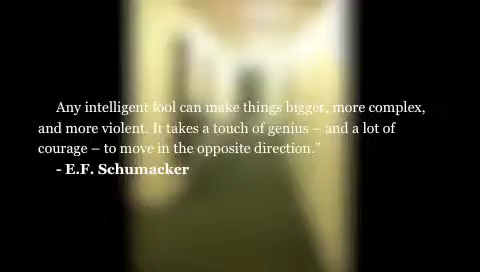 Any intelligent fool can make things bigger, more complex,
and more violent. It takes a touch of genius – and a lot of
courage – to move in the opposite direction."
- E.F. Schumacker